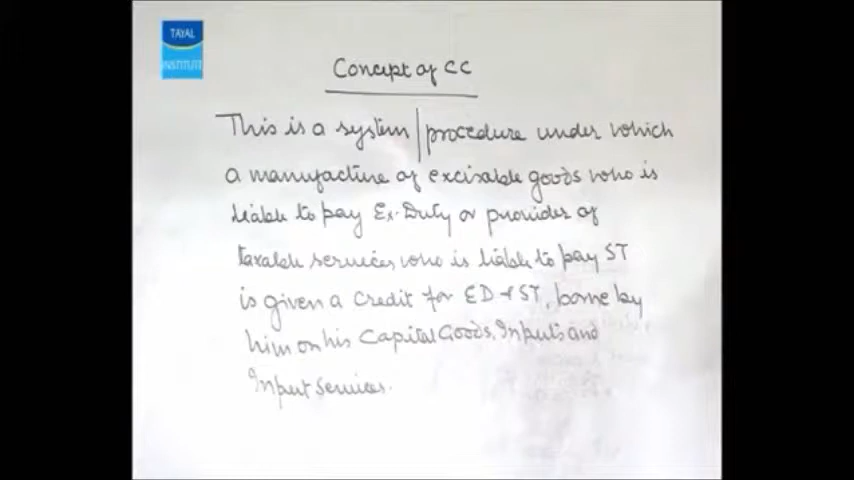 TAYAL
INSTITUTE
Concept of CC
This is a system/procedure under which
a manufacture of excisable goods who is
liable to pay Ex. Duty or provider of
taxable services who is liable to pay ST
is given a credit for ED & ST, borne by
him on his Capital Goods, Inputs and
Input Services.